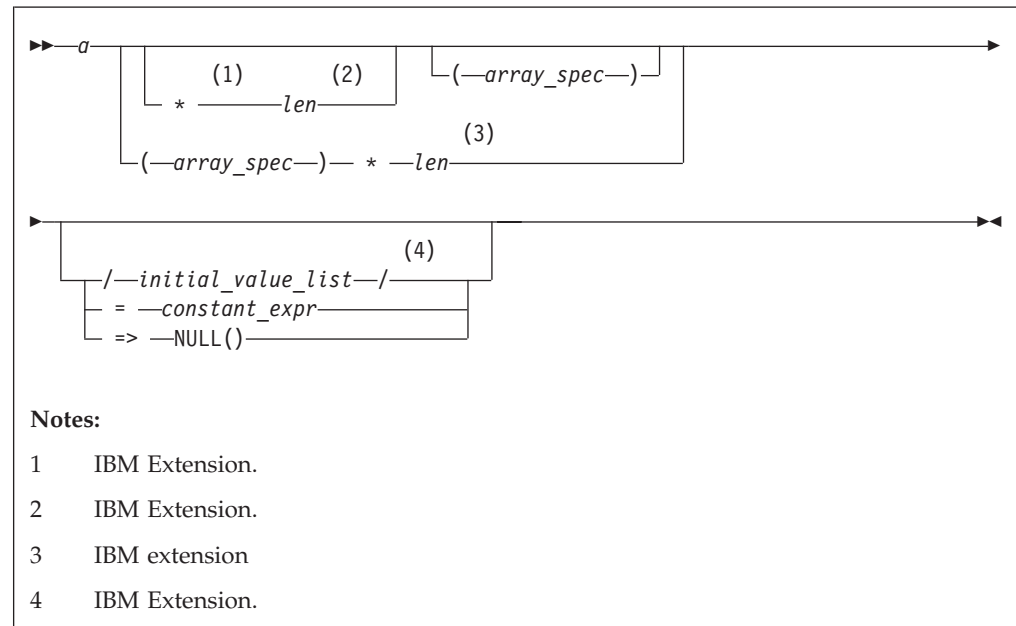 a
(1) (2)
* len
( array_spec )
(3)
( array_spec ) * len
(4)
/ initial_value_list /
= constant_expr
=> NULL()
Notes:
1 IBM Extension.
2 IBM Extension.
3 IBM extension
4 IBM Extension.